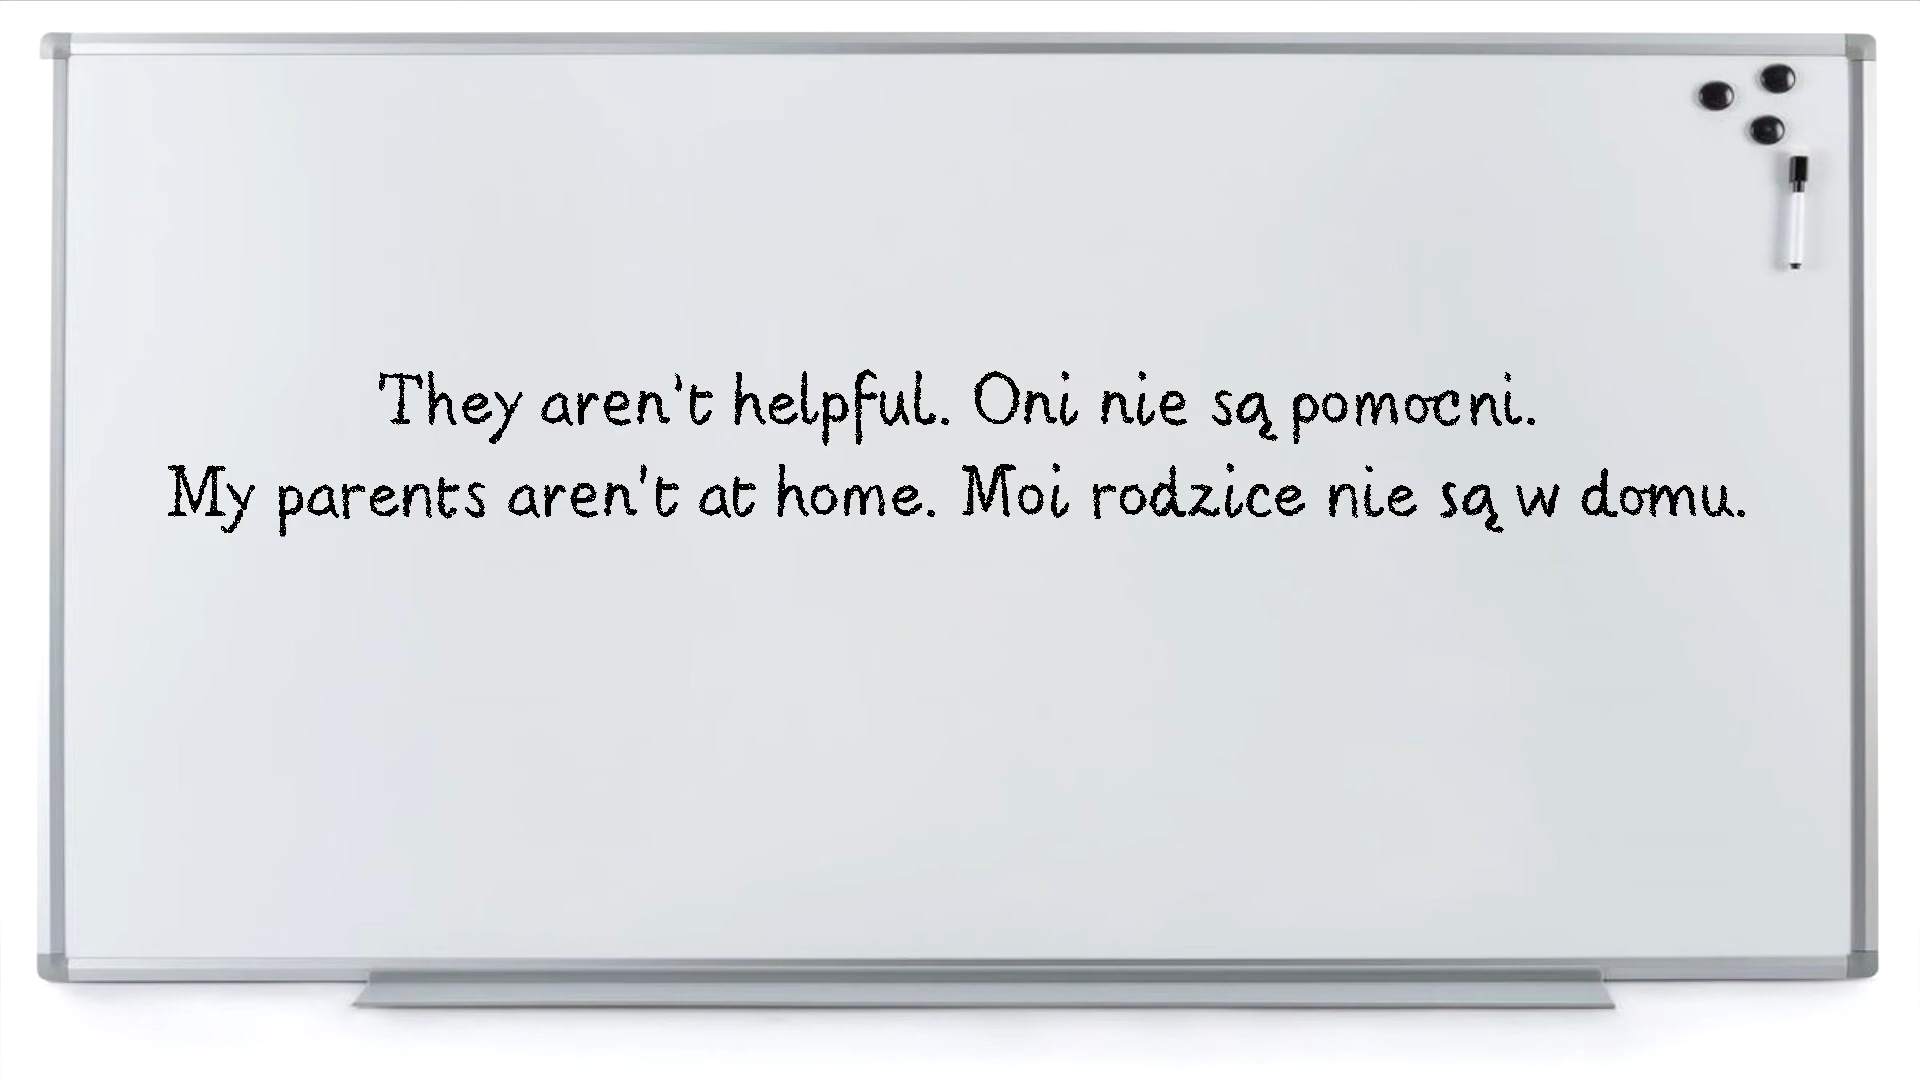 They aren't helpful. Oni nie są pomocni.
My parents aren't at home. Moi rodzice nie są w domu.